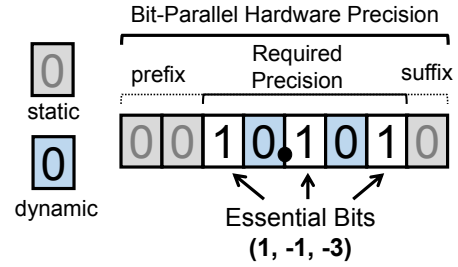 Bit-Parallel Hardware Precision
Required
Precision
prefix
suffix
0
static
0
dynamic
0 0 1 0.1 0 1 0
Essential Bits
(1, -1, -3)